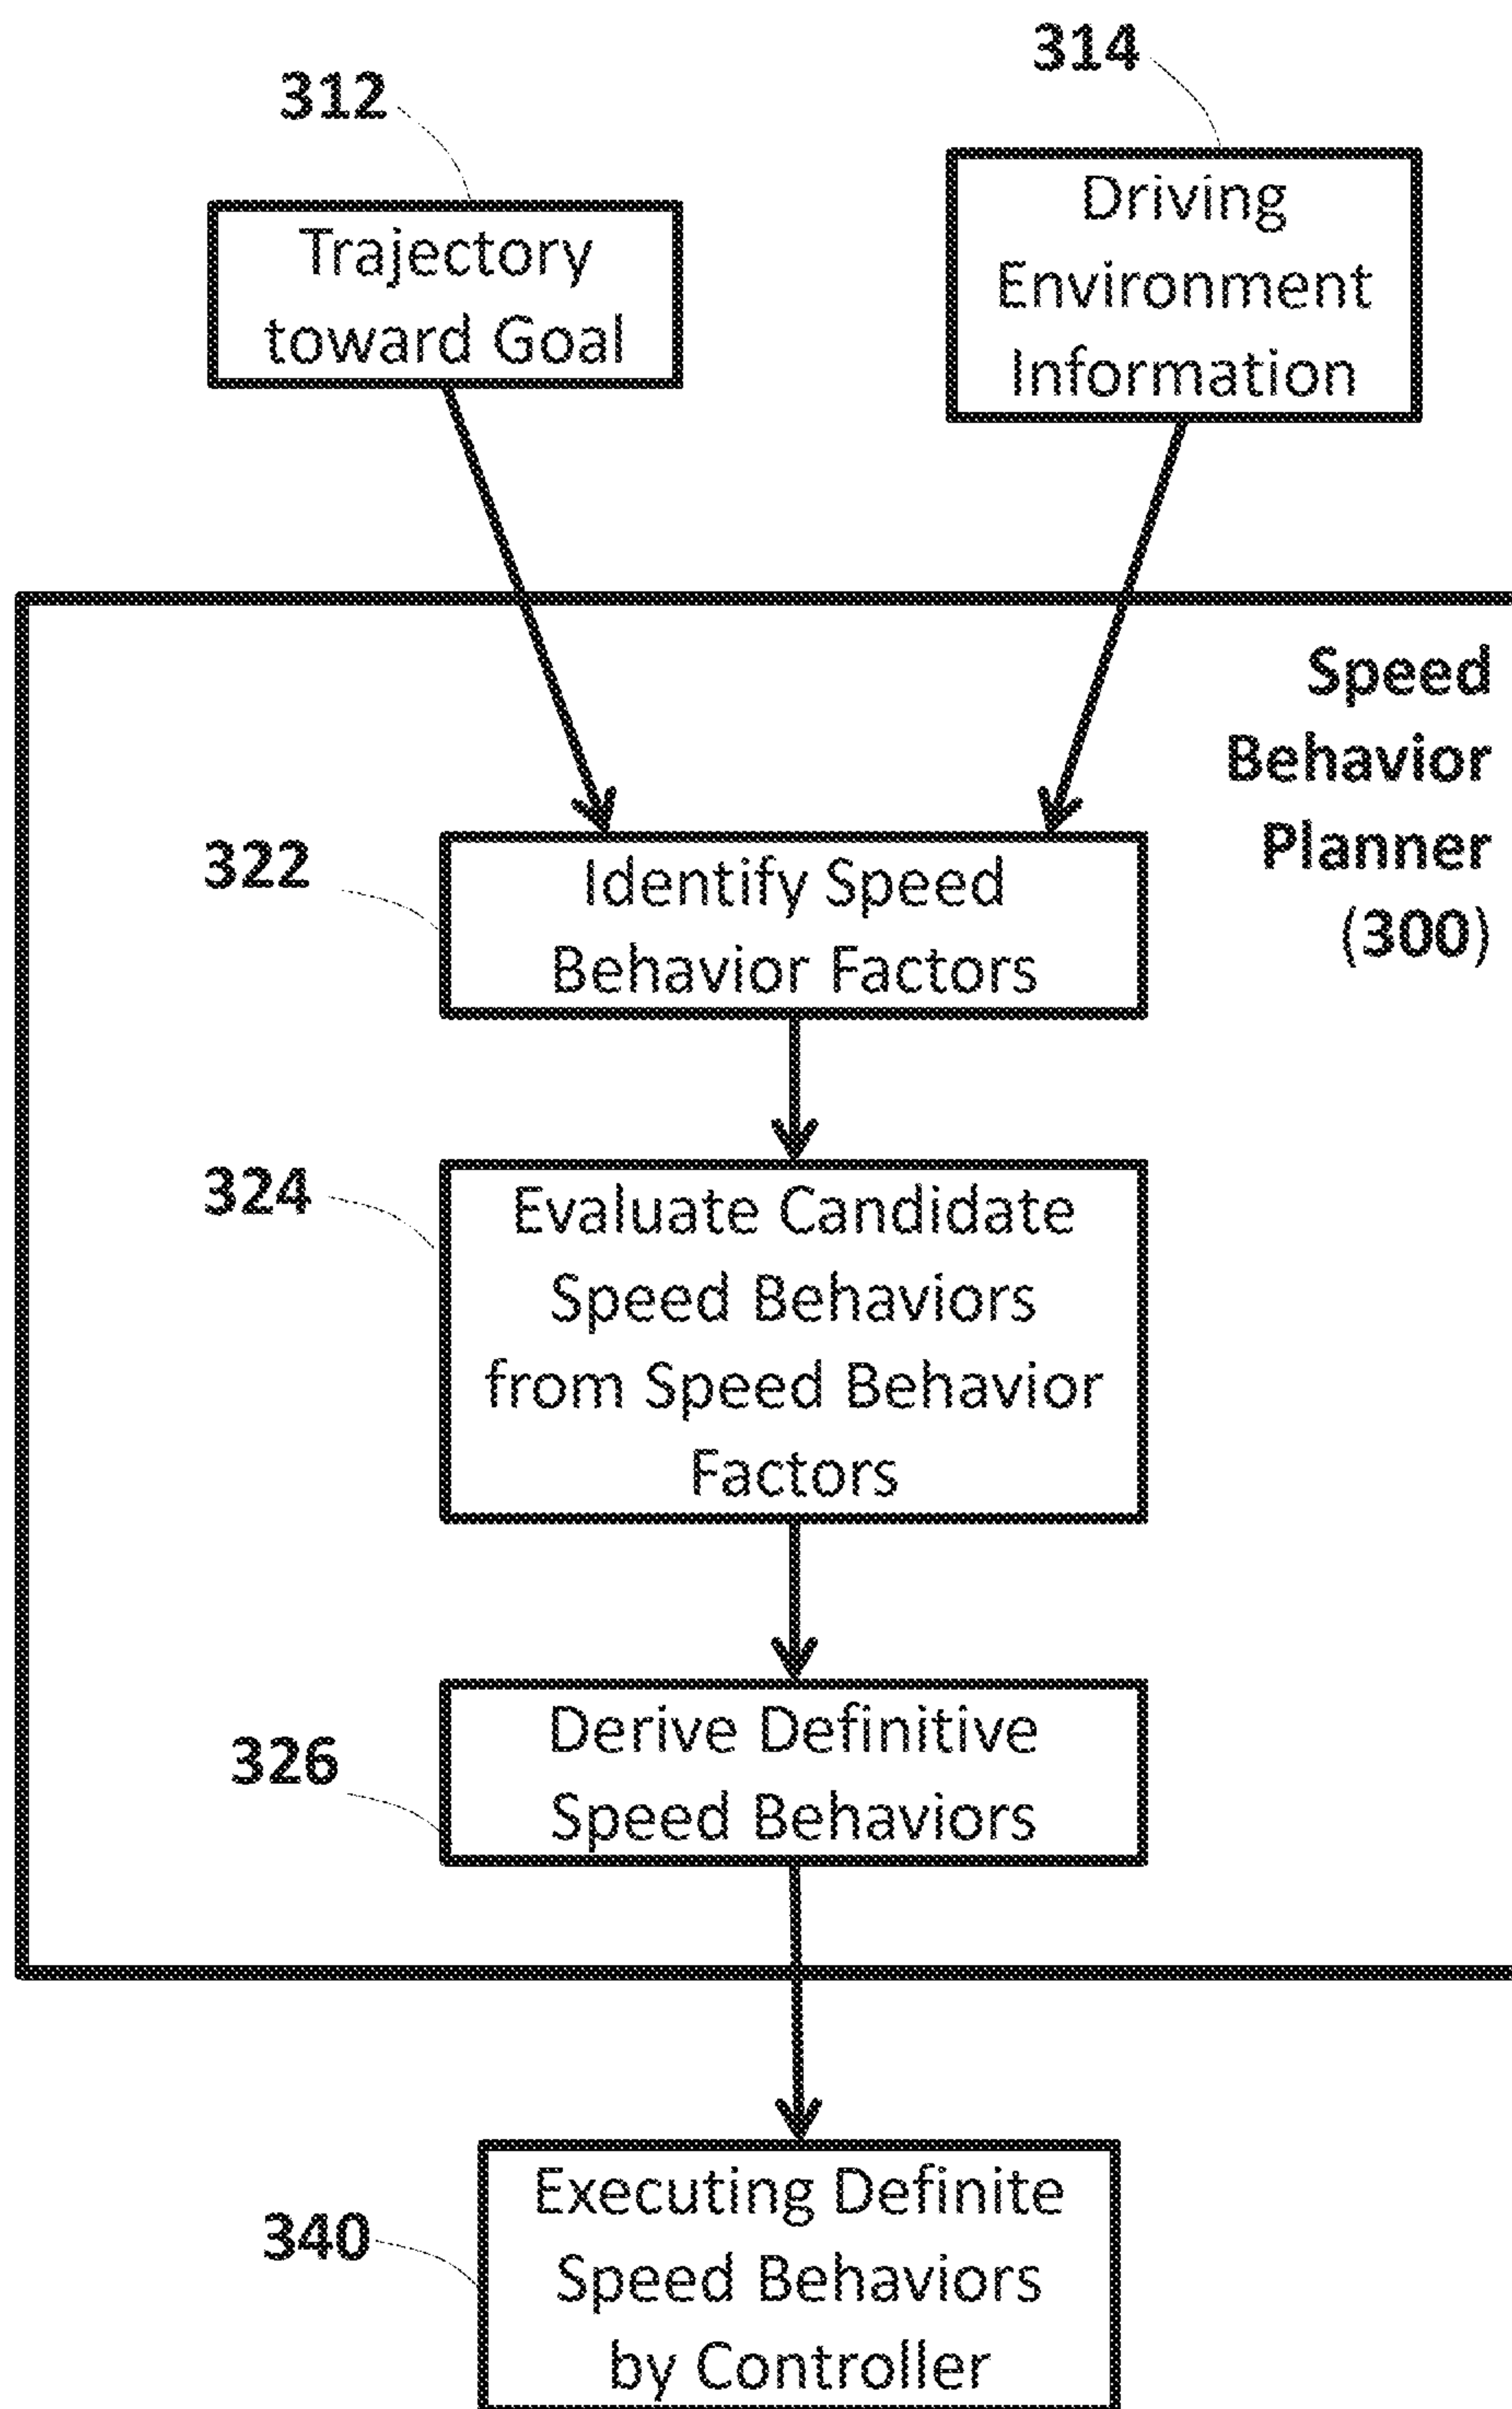 314
312
Driving
Environment
Information
Trajectory
toward Goal
Speed
Behavior
Planner
(300)
322
Identify Speed
Behavior Factors
324
Evaluate Candidate
Speed Behaviors
from Speed Behavior
Factors
326
Derive Definitive
Speed Behaviors
340
Executing Definite
Speed Behaviors
by Controller